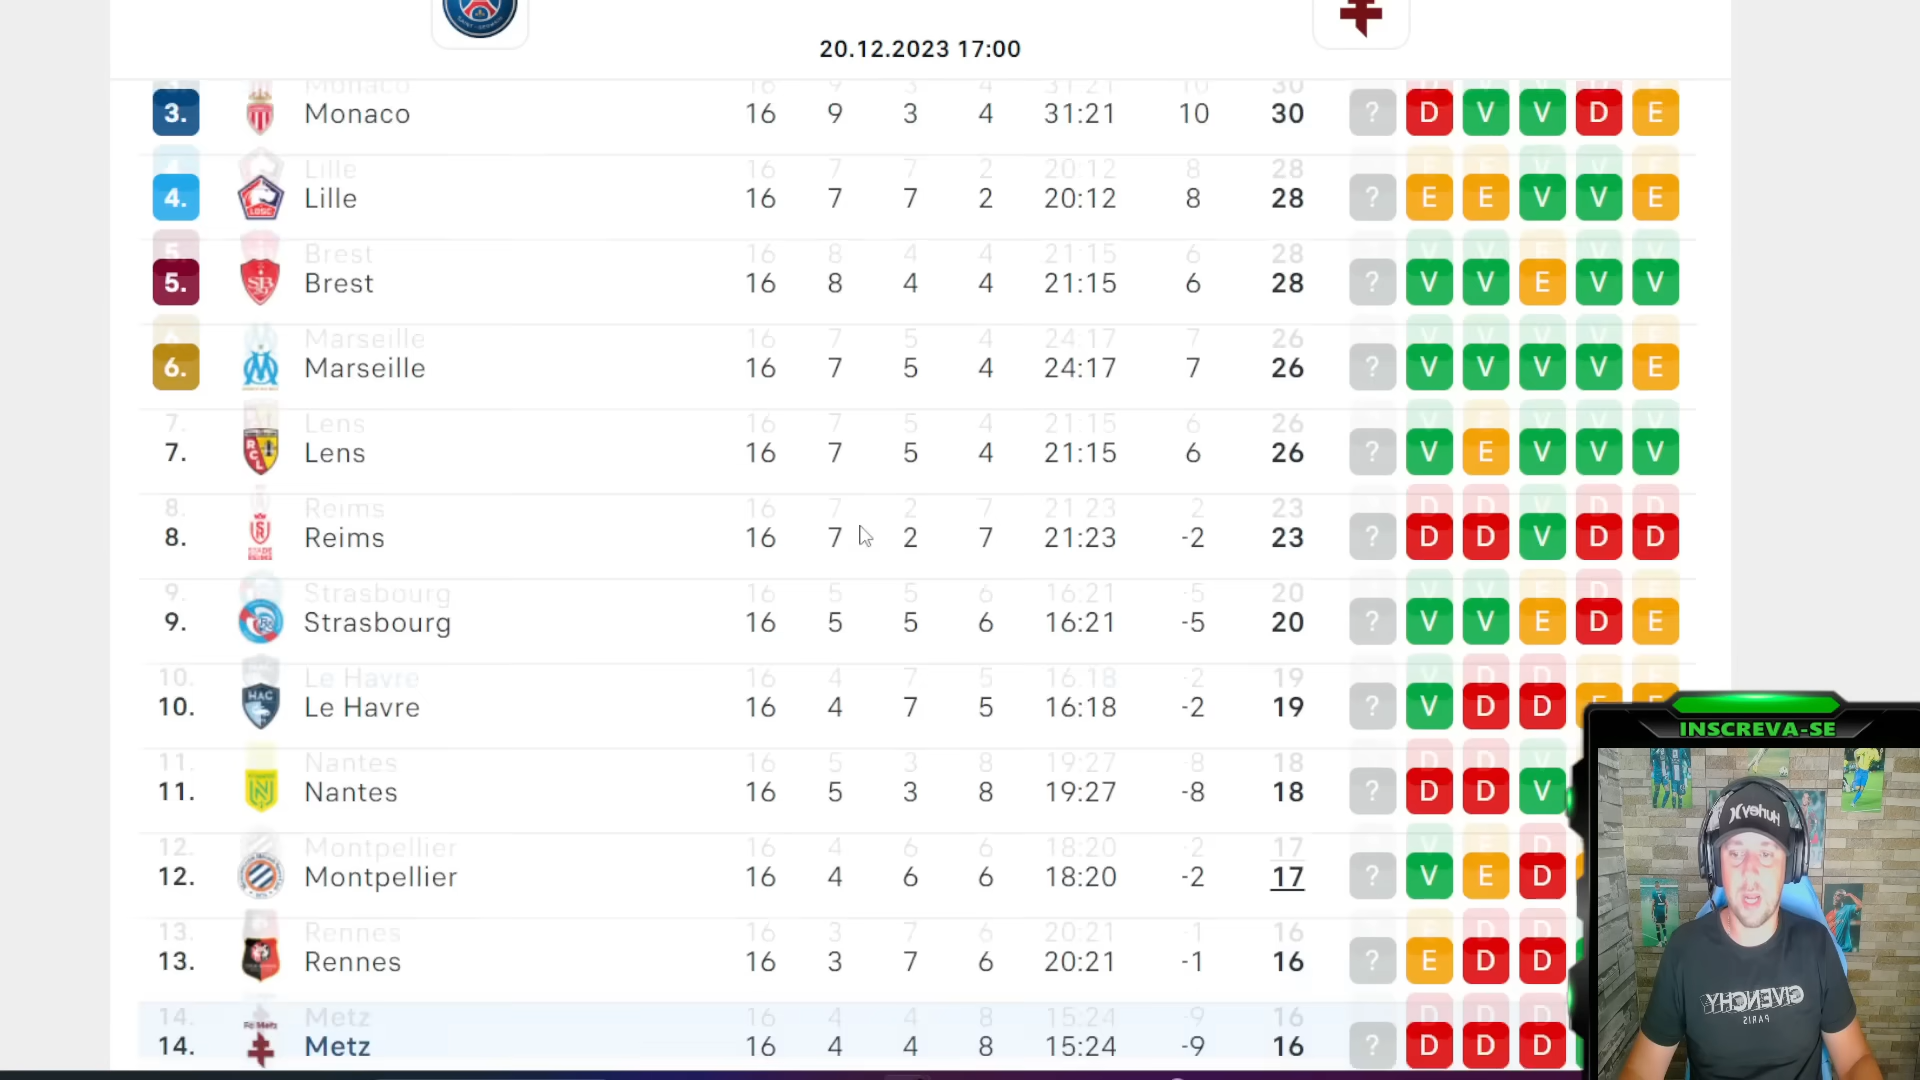 20.12.2023 17:00
3. Monaco 16 9 3 4 31:21 10 30 ? D V V D E
4. Lille 16 7 7 2 20:12 8 28 ? E E V V E
5. Brest 16 8 4 4 21:15 6 28 ? V V E V V
6. Marseille 16 7 5 4 24:17 7 26 ? V V V V E
7. Lens 16 7 5 4 21:15 6 26 ? V E V V V
8. Reims 16 7 2 7 21:23 -2 23 ? D D V D D
9. Strasbourg 16 5 5 6 16:21 -5 20 ? V V E D E
10. Le Havre 16 4 7 5 16:18 -2 19 ? V D D E E
11. Nantes 16 5 3 8 19:27 -8 18 ? D D V
12. Montpellier 16 4 6 6 18:20 -2 17 ? V E D
13. Rennes 16 3 7 6 20:21 -1 16 ? E D D
14. Metz 16 4 4 8 15:24 -9 16 ? D D D
INSCREVA-SE
Hurley
GIVENCHY
PARIS